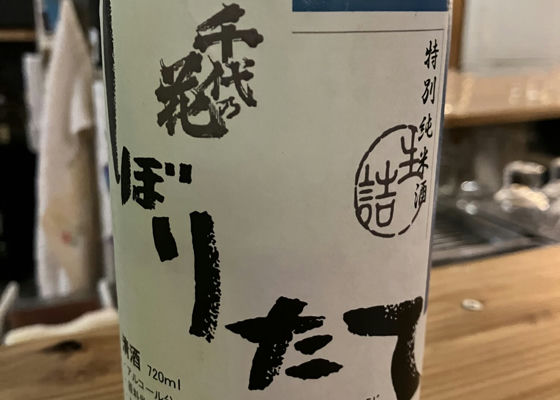 特別純米酒
生詰
千代乃花
ぼりたて
清酒 720ml